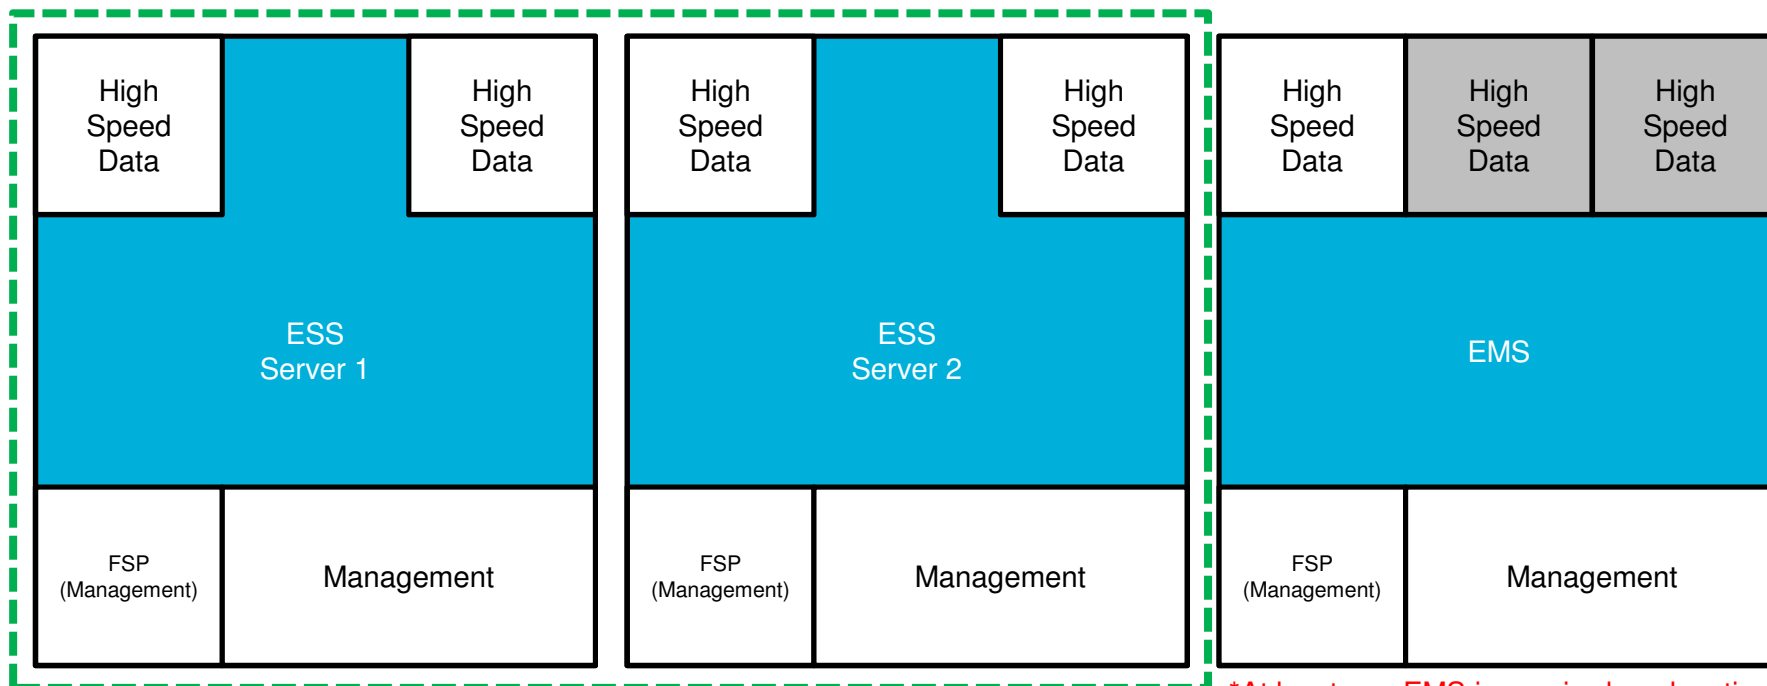 High
Speed
Data
High
Speed
Data
High
Speed
Data
High
Speed
Data
High
Speed
Data
High
Speed
Data
High
Speed
Data
ESS
Server 1
ESS
Server 2
EMS
FSP
(Management)
Management
FSP
(Management)
Management
FSP
(Management)
Management